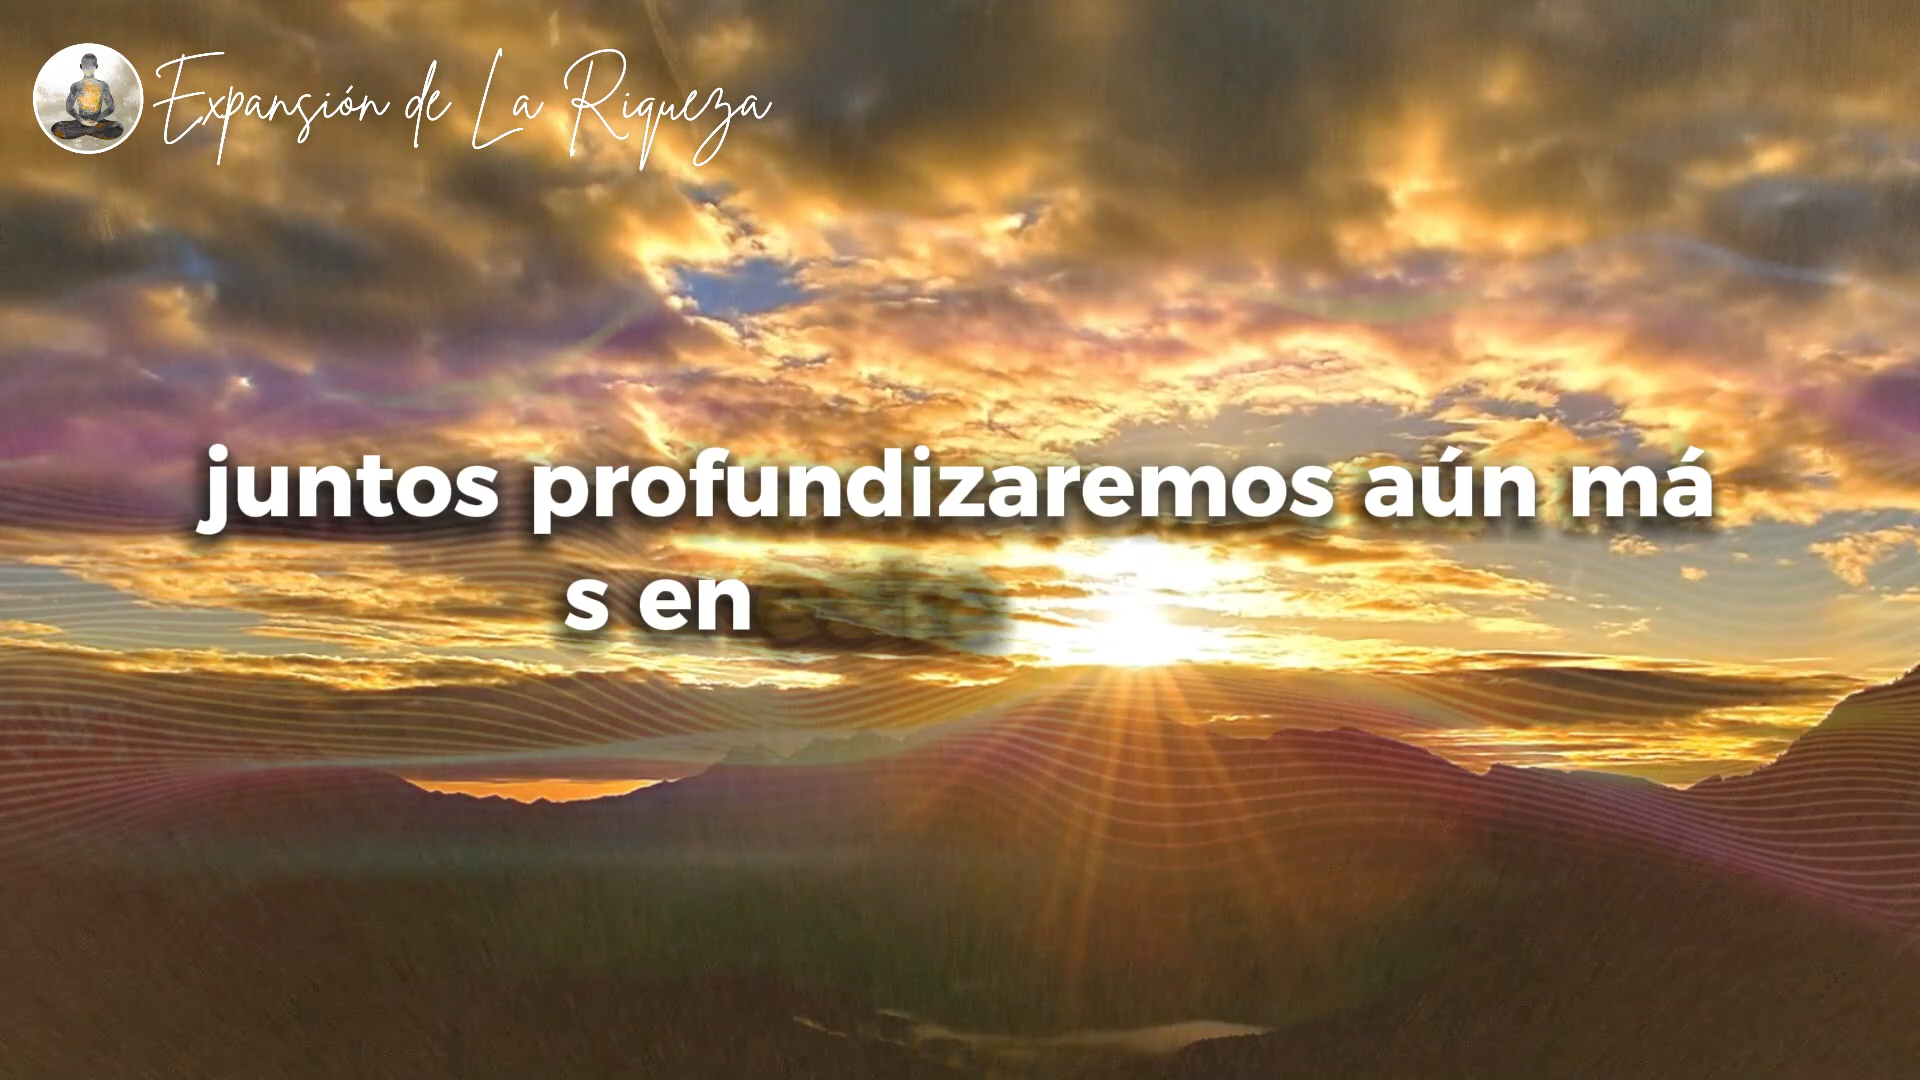 Expansión de La Riqueza
juntos profundizaremos aún má
s en